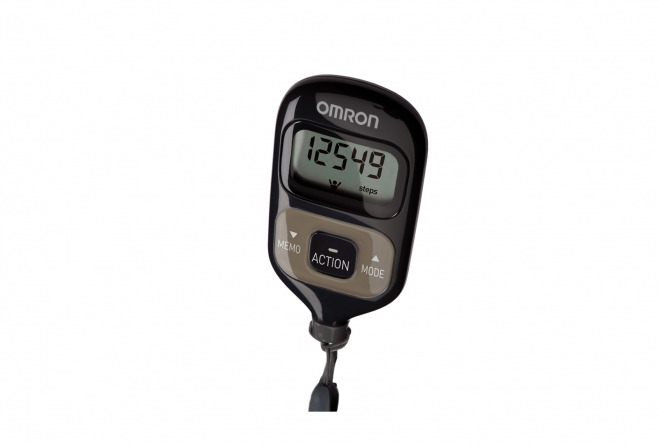 OMRON
12549
steps
MEMO
ACTION
MODE